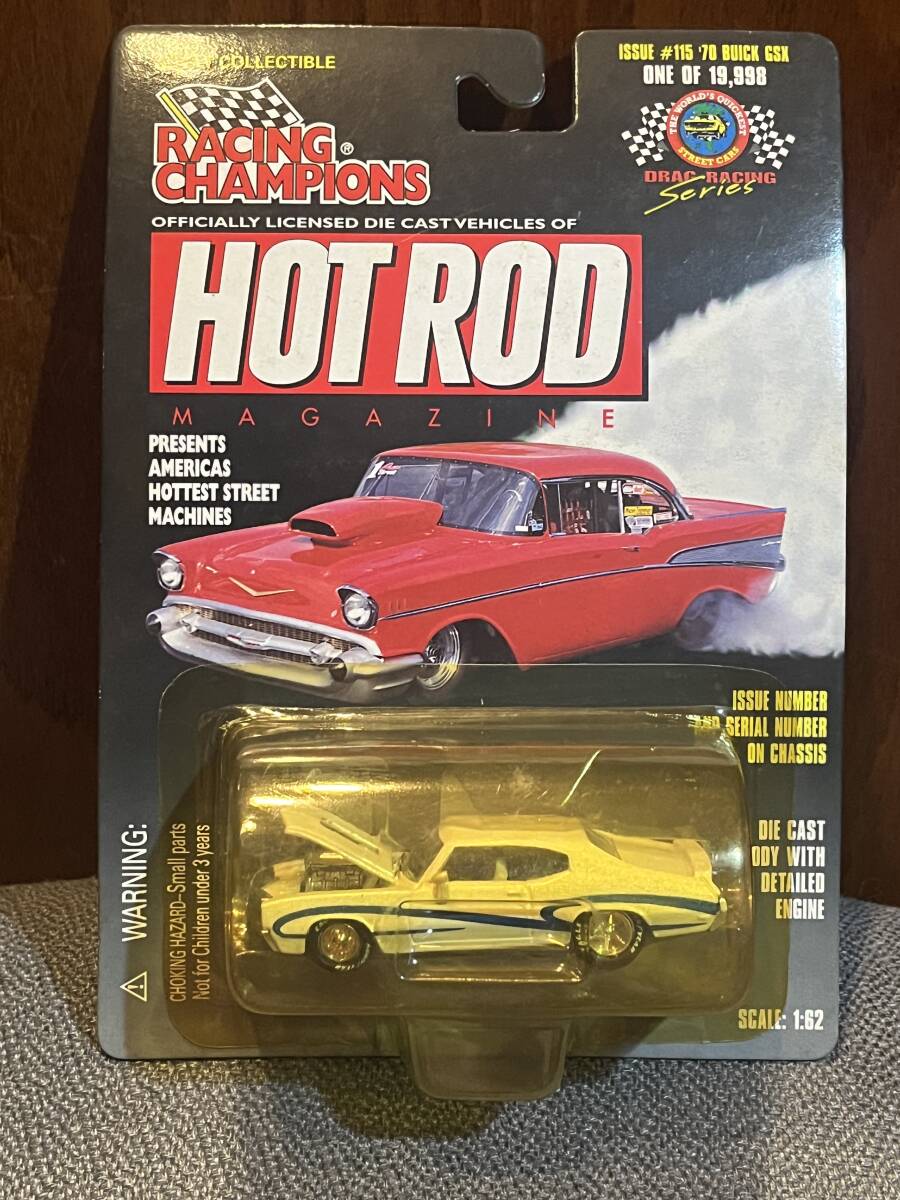 COLLECTIBLE
RACING
CHAMPIONS®
OFFICIALLY LICENSED DIE CAST VEHICLES OF
HOT ROD
MAGAZINE
PRESENTS
AMERICAS
HOTTEST STREET
MACHINES
ISSUE #115 '70 BUICK GSX
ONE OF 19,998
THE WORLD'S QUICKEST
STREET CARS
DRAG RACING
Series
ISSUE NUMBER
AND SERIAL NUMBER
ON CHASSIS
DIE CAST
ODY WITH
DETAILED
ENGINE
SCALE: 1:62
WARNING:
CHOKING HAZARD–Small parts
Not for Children under 3 years